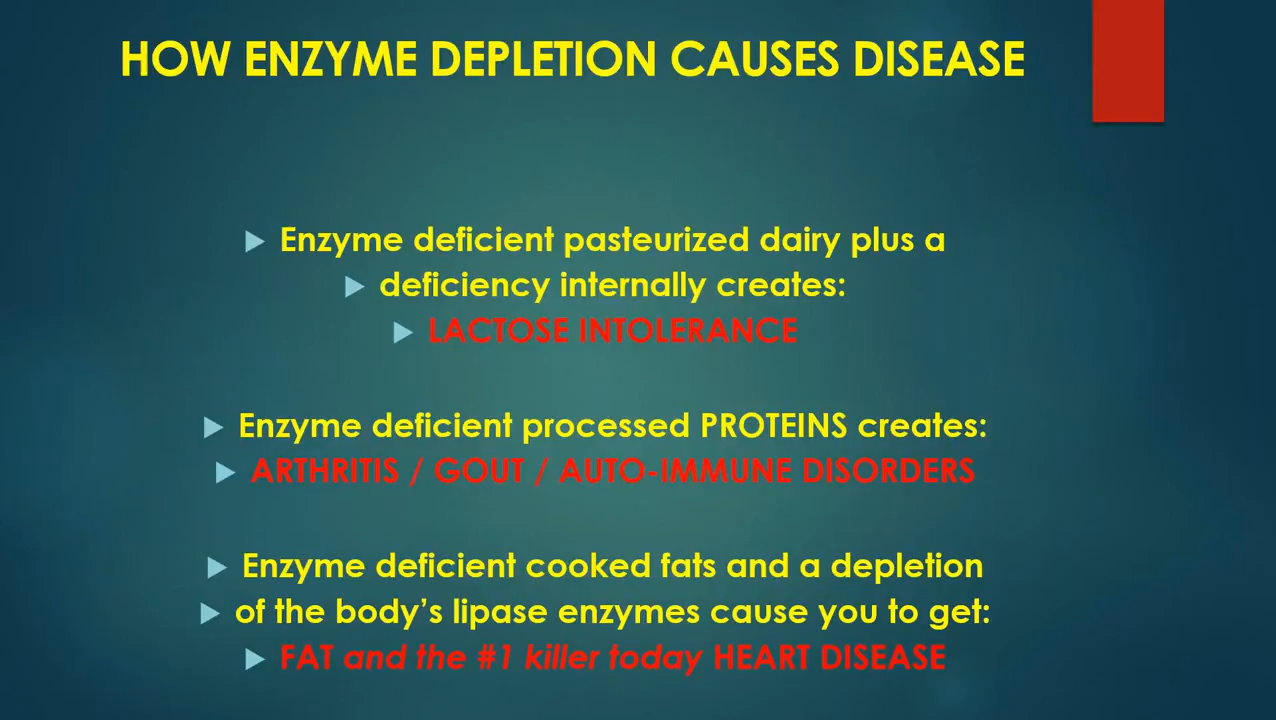 HOW ENZYME DEPLETION CAUSES DISEASE
Enzyme deficient pasteurized dairy plus a
deficiency internally creates:
LACTOSE INTOLERANCE
Enzyme deficient processed PROTEINS creates:
ARTHRITIS / GOUT / AUTO-IMMUNE DISORDERS
Enzyme deficient cooked fats and a depletion
of the body’s lipase enzymes cause you to get:
FAT and the #1 killer today HEART DISEASE